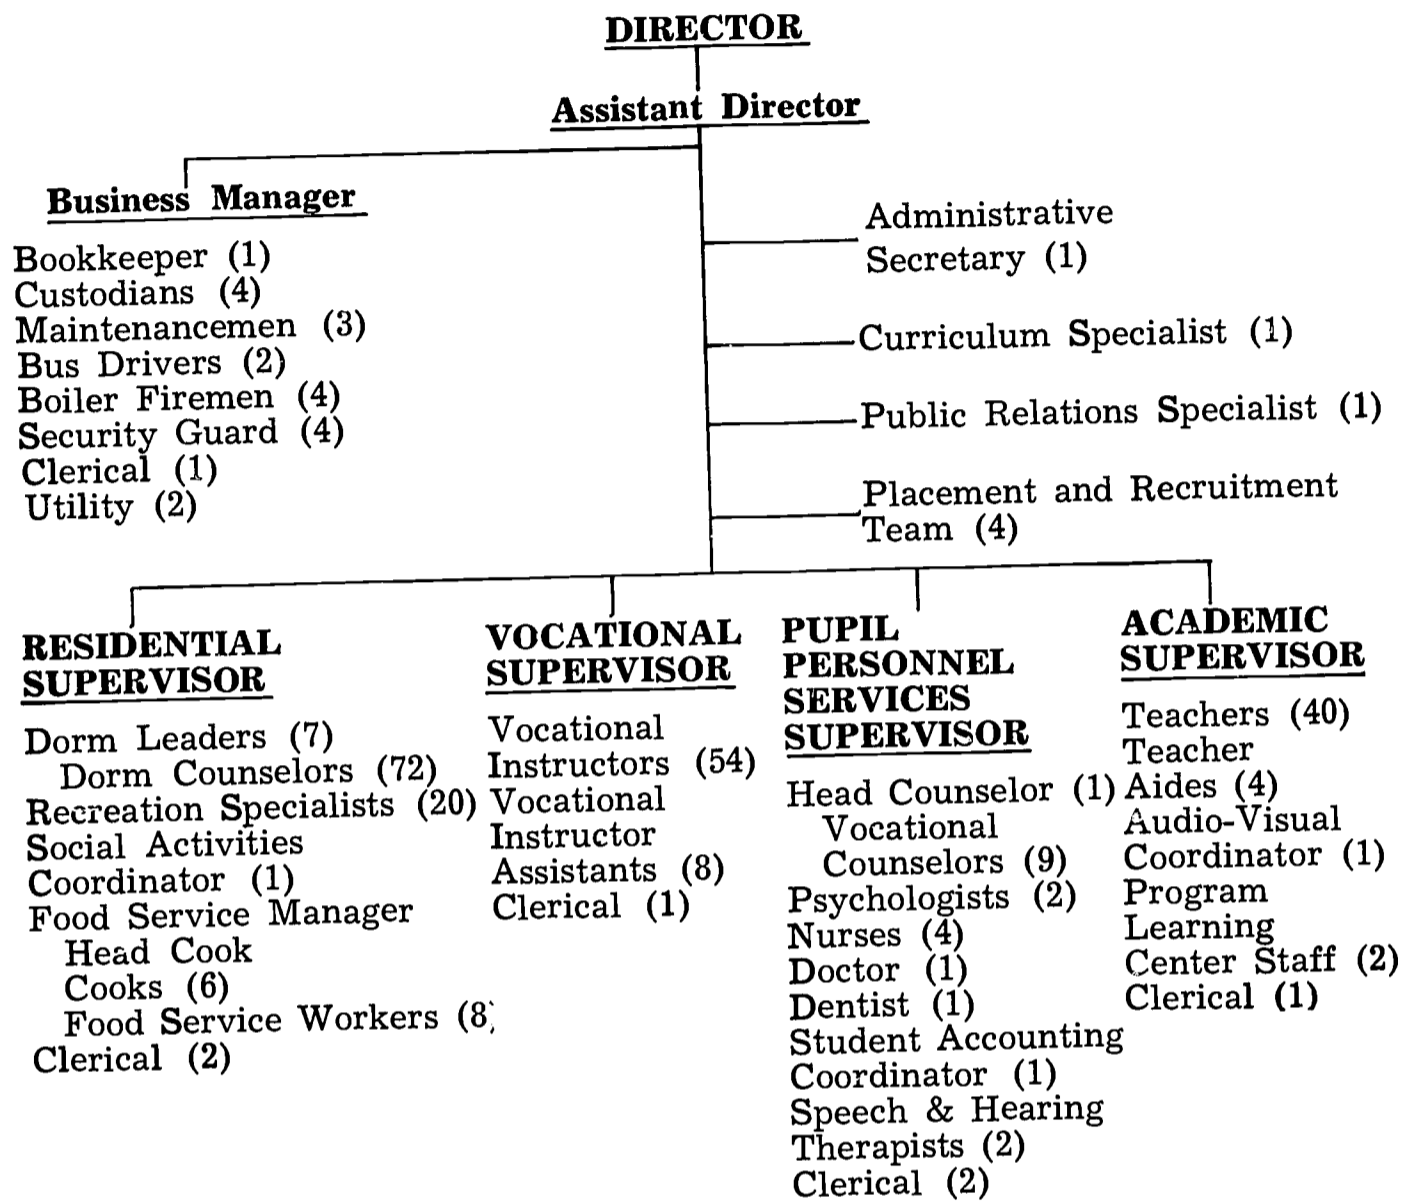 DIRECTOR
Assistant Director
Business Manager
Bookkeeper (1)
Custodians (4)
Maintenancemen (3)
Bus Drivers (2)
Boiler Firemen (4)
Security Guard (4)
Clerical (1)
Utility (2)
Administrative
Secretary (1)
Curriculum Specialist (1)
Public Relations Specialist (1)
Placement and Recruitment
Team (4)
RESIDENTIAL
SUPERVISOR
Dorm Leaders (7)
Dorm Counselors (72)
Recreation Specialists (20)
Social Activities
Coordinator (1)
Food Service Manager
Head Cook
Cooks (6)
Food Service Workers (8)
Clerical (2)
VOCATIONAL
SUPERVISOR
Vocational
Instructors (54)
Vocational
Instructor
Assistants (8)
Clerical (1)
PUPIL
PERSONNEL
SERVICES
SUPERVISOR
Head Counselor (1)
Vocational
Counselors (9)
Psychologists (2)
Nurses (4)
Doctor (1)
Dentist (1)
Student Accounting
Coordinator (1)
Speech & Hearing
Therapists (2)
Clerical (2)
ACADEMIC
SUPERVISOR
Teachers (40)
Teacher
Aides (4)
Audio-Visual
Coordinator (1)
Program
Learning
Center Staff (2)
Clerical (1)